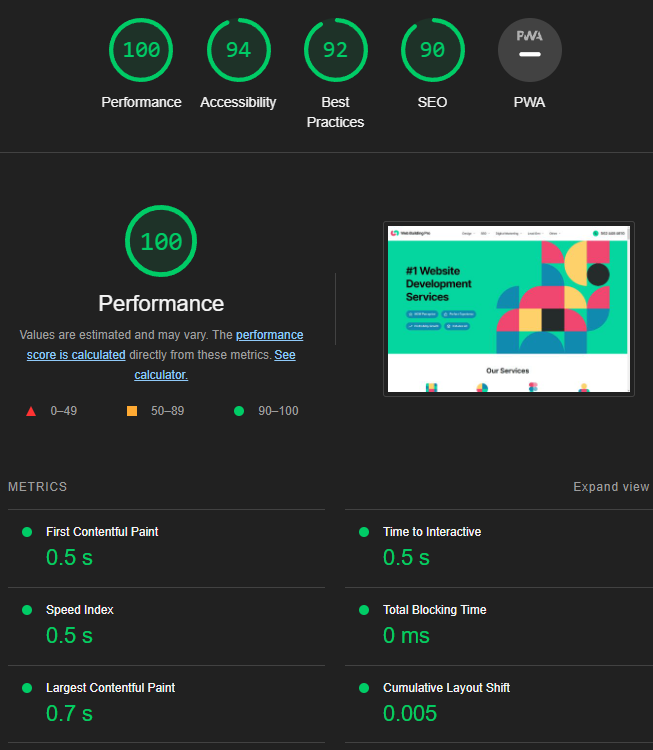 100
94
92
90
PWA
Performance
Accessibility
Best
Practices
SEO
PWA
100
Performance
Values are estimated and may vary. The performance
score is calculated directly from these metrics. See
calculator.
0–49
50–89
90–100
#1 Website
Development
Services
Our Services
METRICS
Expand view
First Contentful Paint
0.5 s
Time to Interactive
0.5 s
Speed Index
0.5 s
Total Blocking Time
0 ms
Largest Contentful Paint
0.7 s
Cumulative Layout Shift
0.005